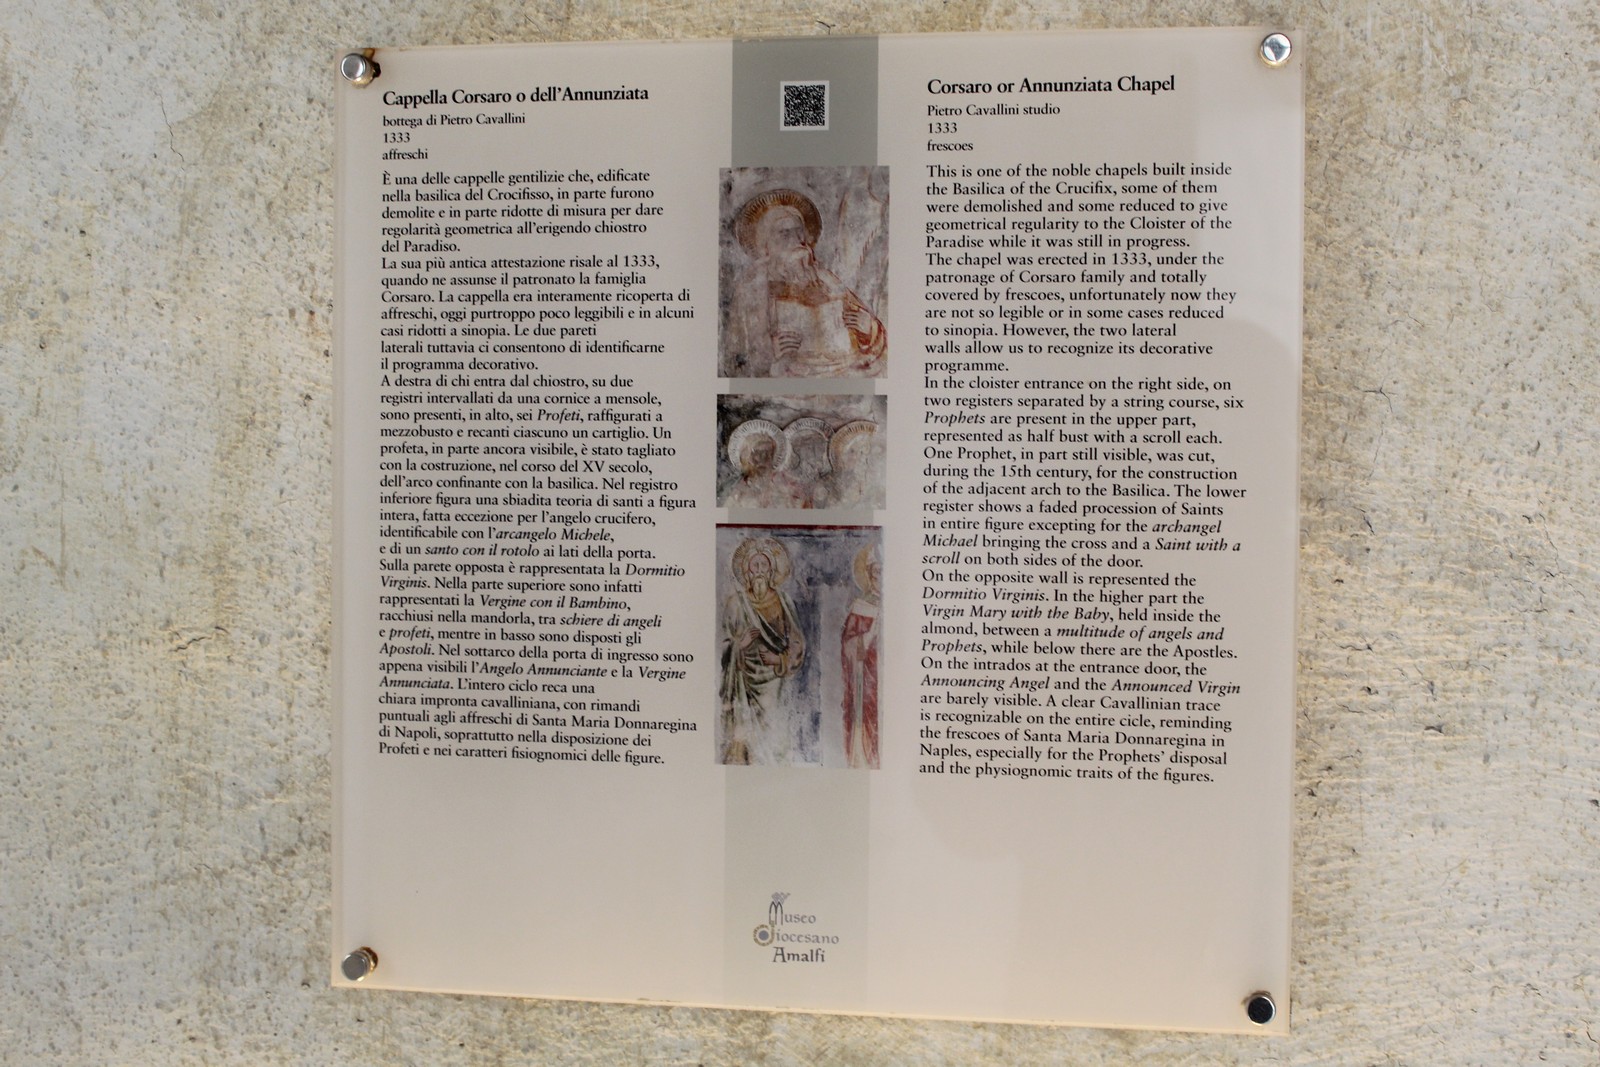 Cappella Corsaro o dell'Annunziata
bottega di Pietro Cavallini
1333
affreschi
È una delle cappelle gentilizie che, edificate
nella basilica del Crocifisso, in parte furono
demolite e in parte ridotte di misura per dare
regolarità geometrica all'erigendo chiostro
del Paradiso.
La sua più antica attestazione risale al 1333,
quando ne assunse il patronato la famiglia
Corsaro. La cappella era interamente ricoperta di
affreschi, oggi purtroppo poco leggibili e in alcuni
casi ridotti a sinopia. Le due pareti
laterali tuttavia ci consentono di identificarne
il programma decorativo.
A destra di chi entra dal chiostro, su due
registri intervallati da una cornice a mensole,
sono presenti, in alto, sei Profeti, raffigurati a
mezzobusto e recanti ciascuno un cartiglio. Un
profeta, in parte ancora visibile, è stato tagliato
con la costruzione, nel corso del XV secolo,
dell'arco confinante con la basilica. Nel registro
inferiore figura una sbiadita teoria di santi a figura
intera, fatta eccezione per l'angelo crucifero,
identificabile con l'arcangelo Michele,
e di un santo con il rotolo ai lati della porta.
Sulla parete opposta è rappresentata la Dormitio
Virginis. Nella parte superiore sono infatti
rappresentati la Vergine con il Bambino,
racchiusi nella mandorla, tra schiere di angeli
e profeti, mentre in basso sono disposti gli
Apostoli. Nel sottarco della porta di ingresso sono
appena visibili l'Angelo Annunciante e la Vergine
Annunciata. L'intero ciclo reca una
chiara impronta cavalliniana, con rimandi
puntuali agli affreschi di Santa Maria Donnaregina
di Napoli, soprattutto nella disposizione dei
Profeti e nei caratteri fisiognomici delle figure.
Corsaro or Annunziata Chapel
Pietro Cavallini studio
1333
frescoes
This is one of the noble chapels built inside
the Basilica of the Crucifix, some of them
were demolished and some reduced to give
geometrical regularity to the Cloister of the
Paradise while it was still in progress.
The chapel was erected in 1333, under the
patronage of Corsaro family and totally
covered by frescoes, unfortunately now they
are not so legible or in some cases reduced
to sinopia. However, the two lateral
walls allow us to recognize its decorative
programme.
In the cloister entrance on the right side, on
two registers separated by a string course, six
Prophets are present in the upper part,
represented as half bust with a scroll each.
One Prophet, in part still visible, was cut,
during the 15th century, for the construction
of the adjacent arch to the Basilica. The lower
register shows a faded procession of Saints
in entire figure excepting for the archangel
Michael bringing the cross and a Saint with a
scroll on both sides of the door.
On the opposite wall is represented the
Dormitio Virginis. In the higher part the
Virgin Mary with the Baby, held inside the
almond, between a multitude of angels and
Prophets, while below there are the Apostles.
On the intrados at the entrance door, the
Announcing Angel and the Announced Virgin
are barely visible. A clear Cavallinian trace
is recognizable on the entire cicle, reminding
the frescoes of Santa Maria Donnaregina in
Naples, especially for the Prophets' disposal
and the physiognomic traits of the figures.
Museo
diocesano
Amalfi